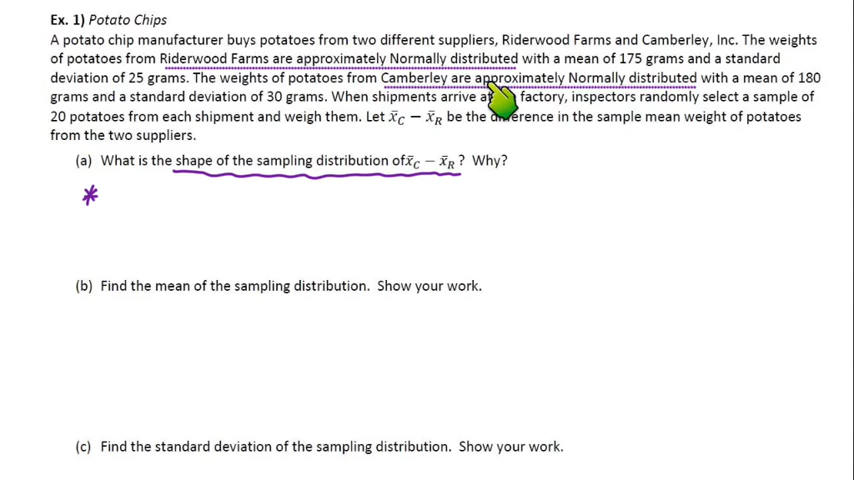 Ex. 1) Potato Chips
A potato chip manufacturer buys potatoes from two different suppliers, Riderwood Farms and Camberley, Inc. The weights
of potatoes from Riderwood Farms are approximately Normally distributed with a mean of 175 grams and a standard
deviation of 25 grams. The weights of potatoes from Camberley are approximately Normally distributed with a mean of 180
grams and a standard deviation of 30 grams. When shipments arrive at factory, inspectors randomly select a sample of
20 potatoes from each shipment and weigh them. Let x̄C − x̄R be the difference in the sample mean weight of potatoes
from the two suppliers.
(a) What is the shape of the sampling distribution of x̄C − x̄R ? Why?
*
(b) Find the mean of the sampling distribution. Show your work.
(c) Find the standard deviation of the sampling distribution. Show your work.